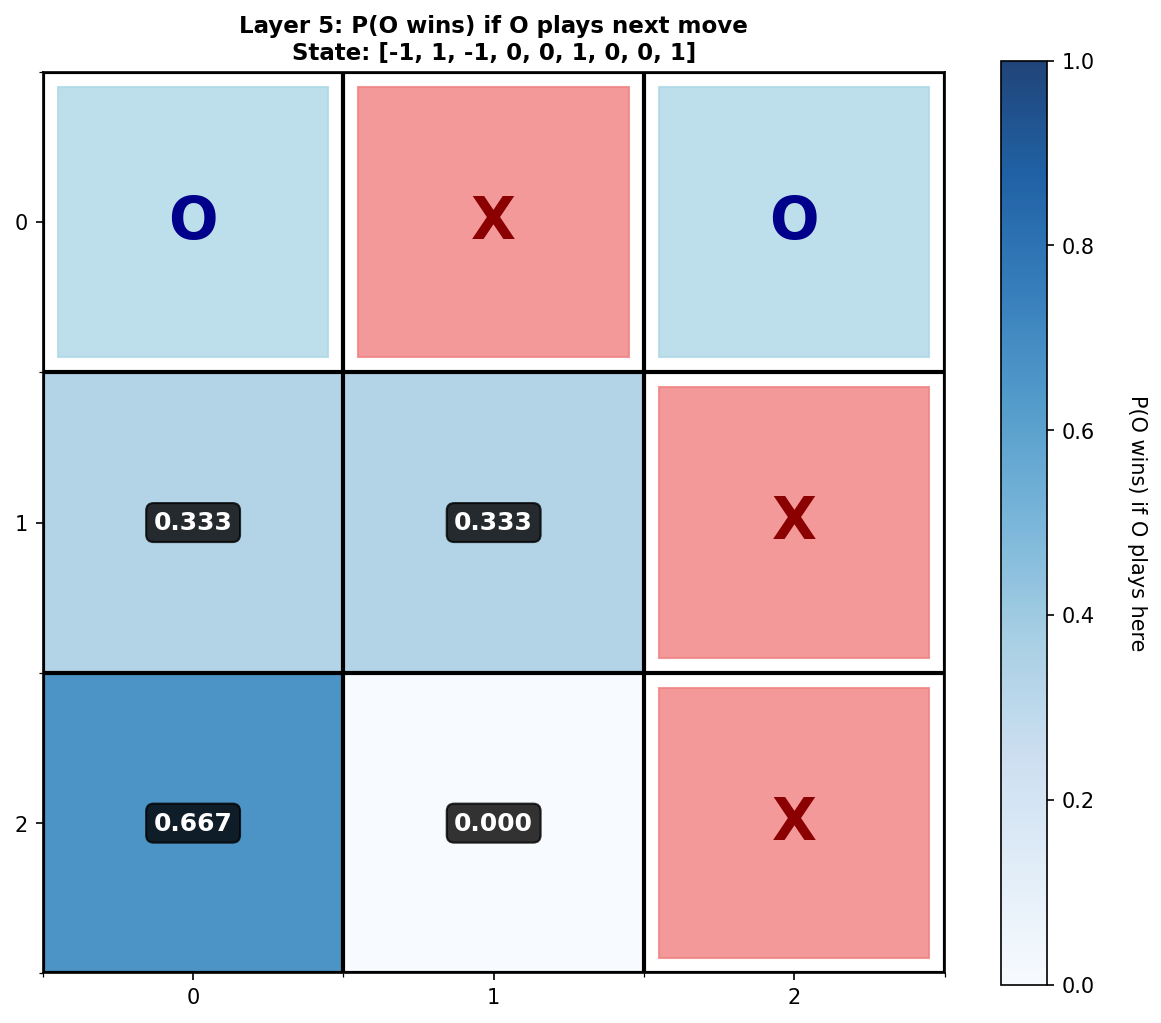 Layer 5: P(O wins) if O plays next move
State: [-1, 1, -1, 0, 0, 1, 0, 0, 1]
0
O
X
O
1
0.333
0.333
X
2
0.667
0.000
X
0
1
2
1.0
0.8
0.6
0.4
0.2
0.0
P(O wins) if O plays here